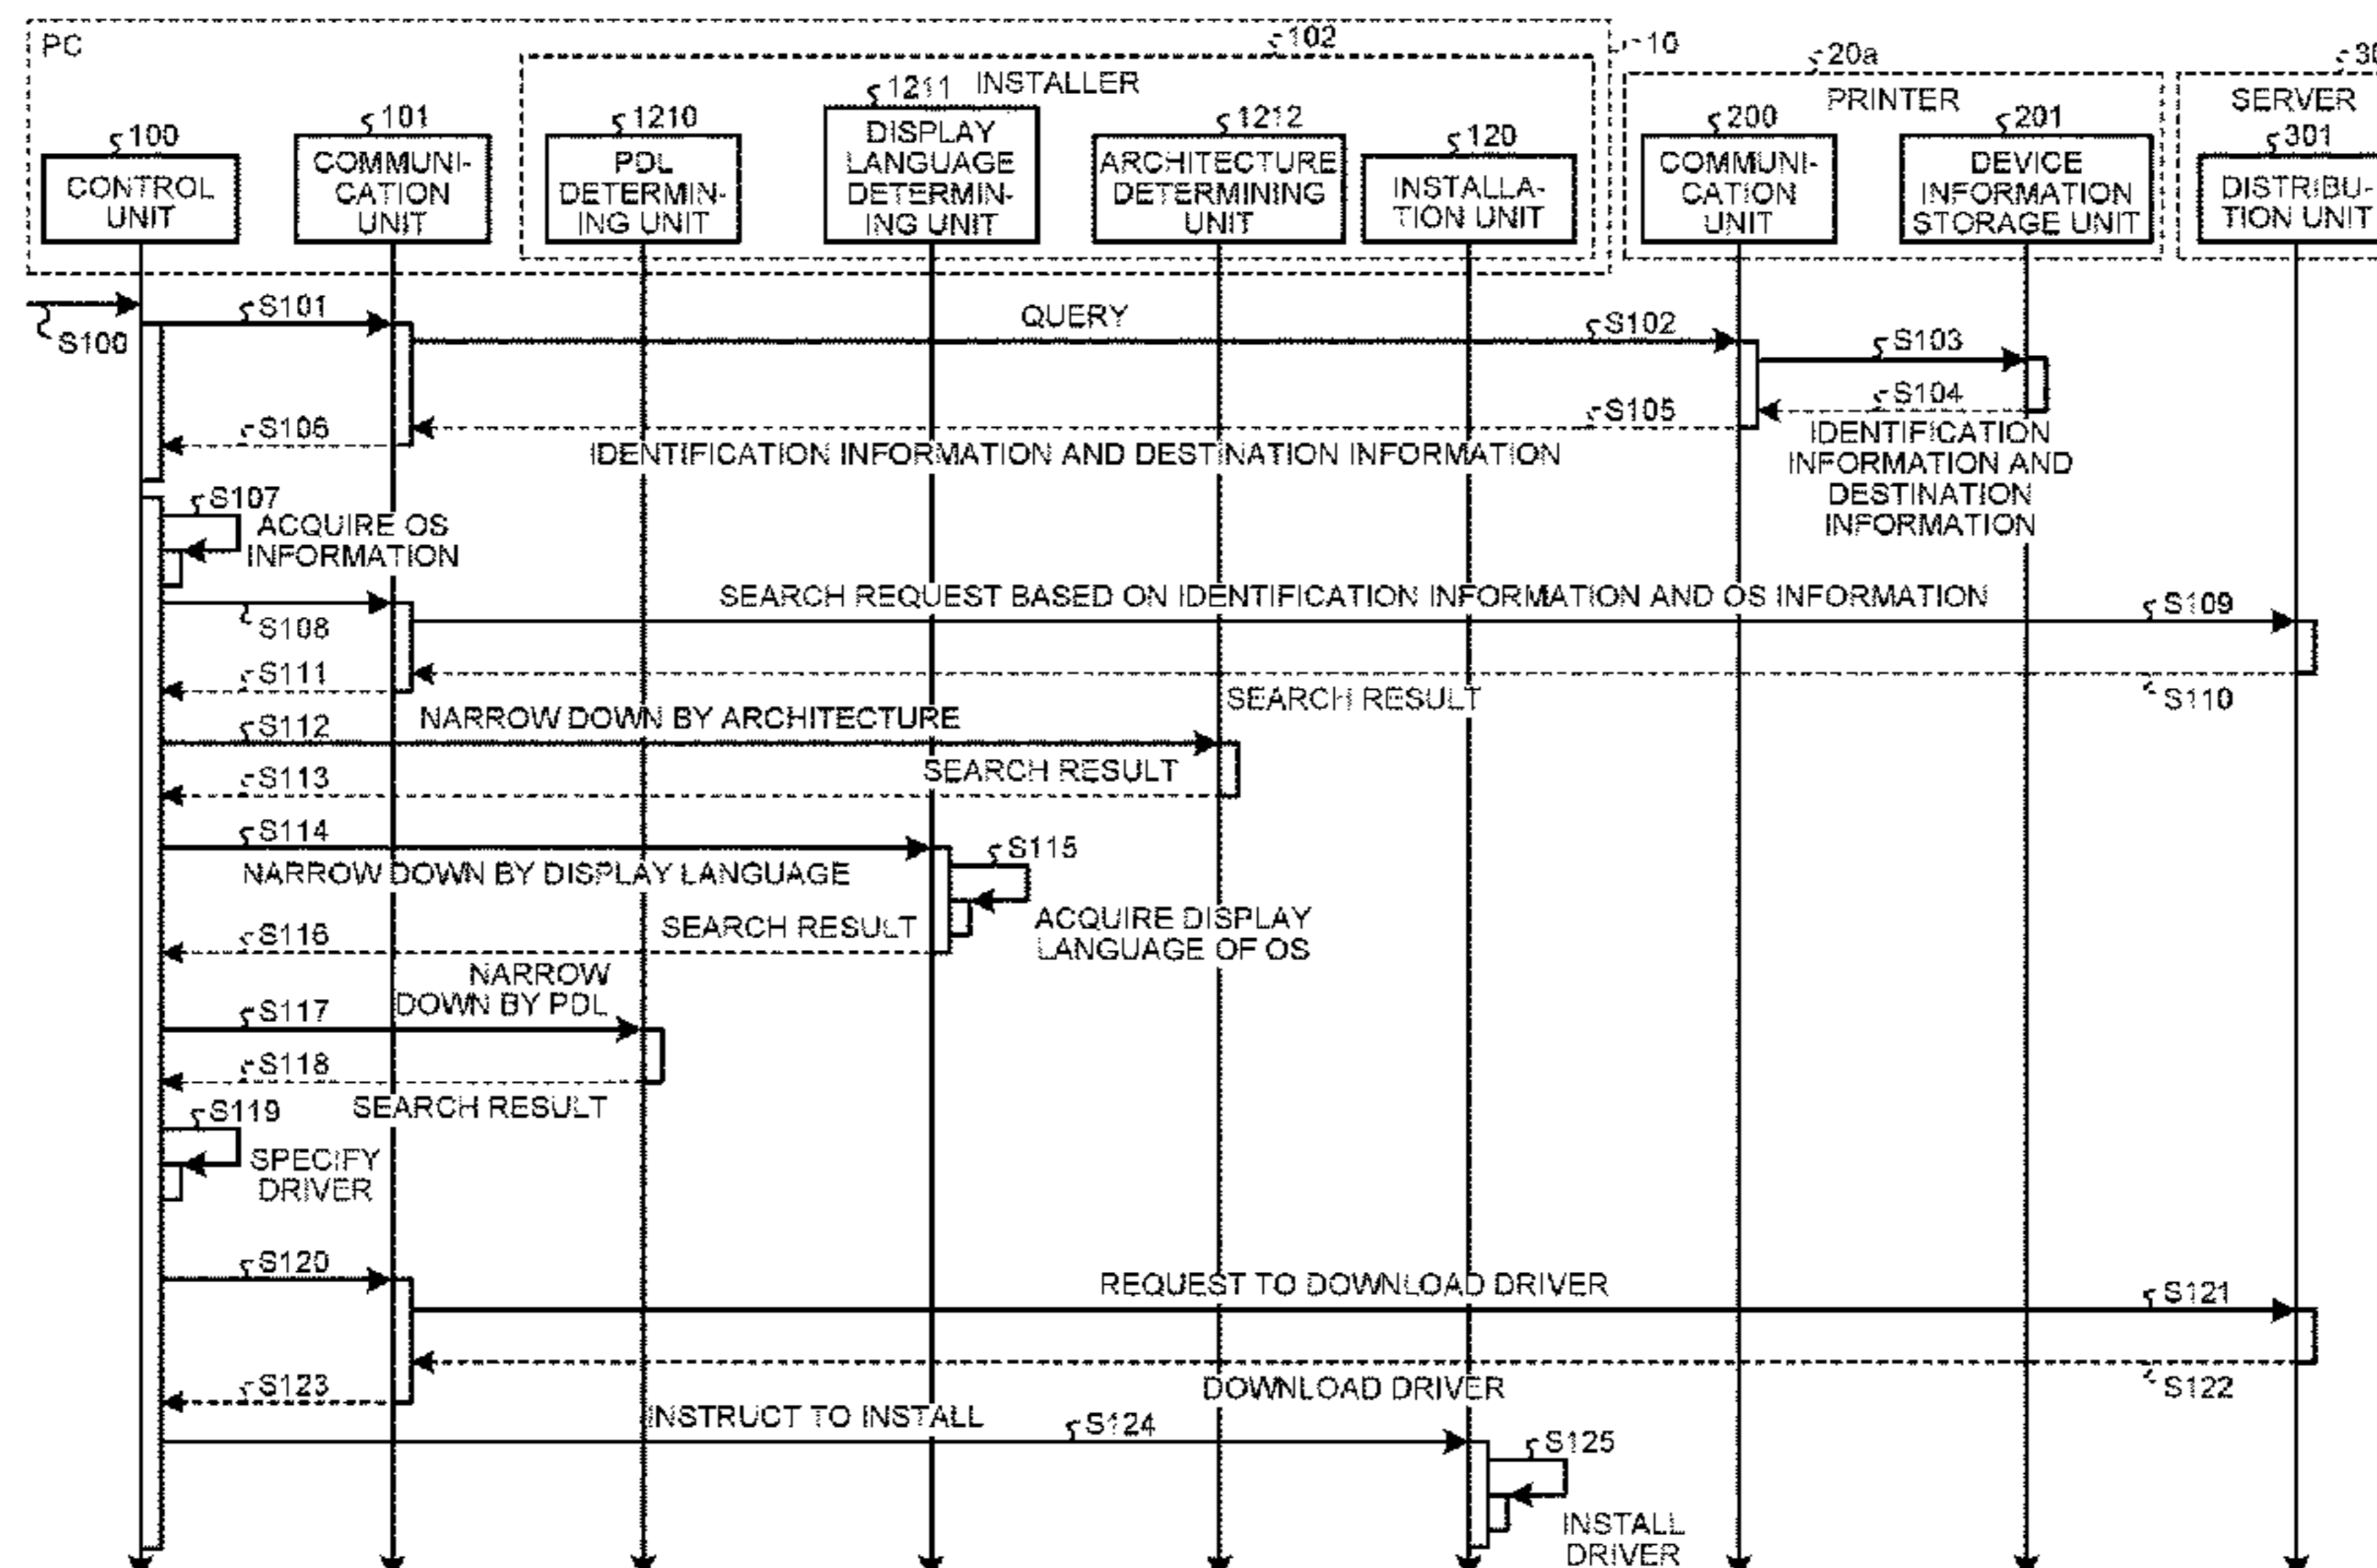 PC
102
10
20a
30
1211
INSTALLER
PRINTER
SERVER
100
101
1210
1212
120
200
201
301
CONTROL
UNIT
COMMUNI-
CATION
UNIT
PDL
DETERMIN-
ING UNIT
DISPLAY
LANGUAGE
DETERMIN-
ING UNIT
ARCHITECTURE
DETERMINING
UNIT
INSTALLA-
TION UNIT
COMMUNI-
CATION
UNIT
DEVICE
INFORMATION
STORAGE UNIT
DISTRIBU-
TION UNIT
S100
S101
QUERY
S102
S103
S104
S105
S106
IDENTIFICATION INFORMATION AND DESTINATION INFORMATION
IDENTIFICATION
INFORMATION AND
DESTINATION
INFORMATION
S107
ACQUIRE OS
INFORMATION
SEARCH REQUEST BASED ON IDENTIFICATION INFORMATION AND OS INFORMATION
S108
S109
S111
SEARCH RESULT
S110
NARROW DOWN BY ARCHITECTURE
S112
SEARCH RESULT
S113
S114
NARROW DOWN BY DISPLAY LANGUAGE
S115
ACQUIRE DISPLAY
LANGUAGE OF OS
SEARCH RESULT
S116
NARROW
DOWN BY PDL
S117
S118
SEARCH RESULT
S119
SPECIFY
DRIVER
S120
REQUEST TO DOWNLOAD DRIVER
S121
S123
DOWNLOAD DRIVER
S122
INSTRUCT TO INSTALL
S124
S125
INSTALL
DRIVER